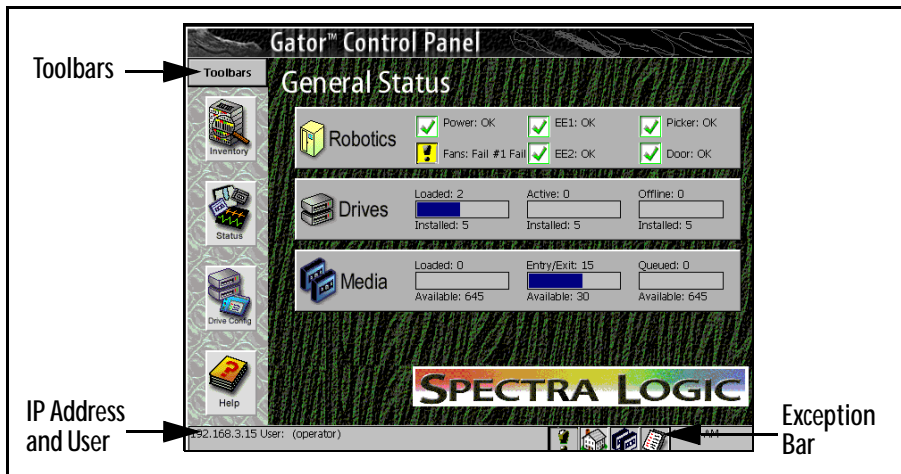 Gator™ Control Panel
Toolbars
Toolbars
General Status
Inventory
Status
Drive Config
Help
Robotics
Power: OK
EE1: OK
Picker: OK
Fans: Fail #1 Fail
EE2: OK
Door: OK
Drives
Loaded: 2
Active: 0
Offline: 0
Installed: 5
Installed: 5
Installed: 5
Media
Loaded: 0
Entry/Exit: 15
Queued: 0
Available: 645
Available: 30
Available: 645
SPECTRA LOGIC
IP Address
and User
192.168.3.15 User: (operator)
AM
Exception
Bar